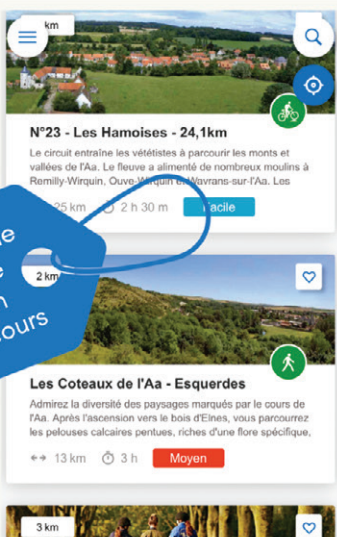 km
N°23 - Les Hamoises - 24,1km
Le circuit entraîne les vététistes à parcourir les monts et
vallées de l'Aa. Le fleuve a alimenté de nombreux moulins à
Remilly-Wirquin, Ouve-Wirquin et Wavrans-sur-l'Aa. Les
25 km 2 h 30 m Facile
2 km
Les Coteaux de l'Aa - Esquerdes
Admirez la diversité des paysages marqués par le cours de
l'Aa. Après l'ascension vers le bois d'Elnes, vous parcourrez
les pelouses calcaires pentues, riches d'une flore spécifique,
13 km 3 h Moyen
3 km